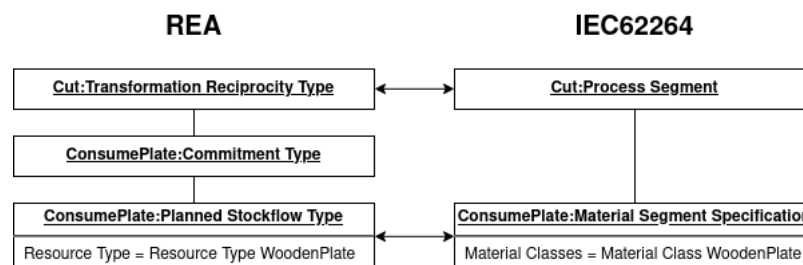 REA
IEC62264
Cut:Transformation Reciprocity Type
Cut:Process Segment
ConsumePlate:Commitment Type
ConsumePlate:Planned Stockflow Type
ConsumePlate:Material Segment Specification
Resource Type = Resource Type WoodenPlate
Material Classes = Material Class WoodenPlate